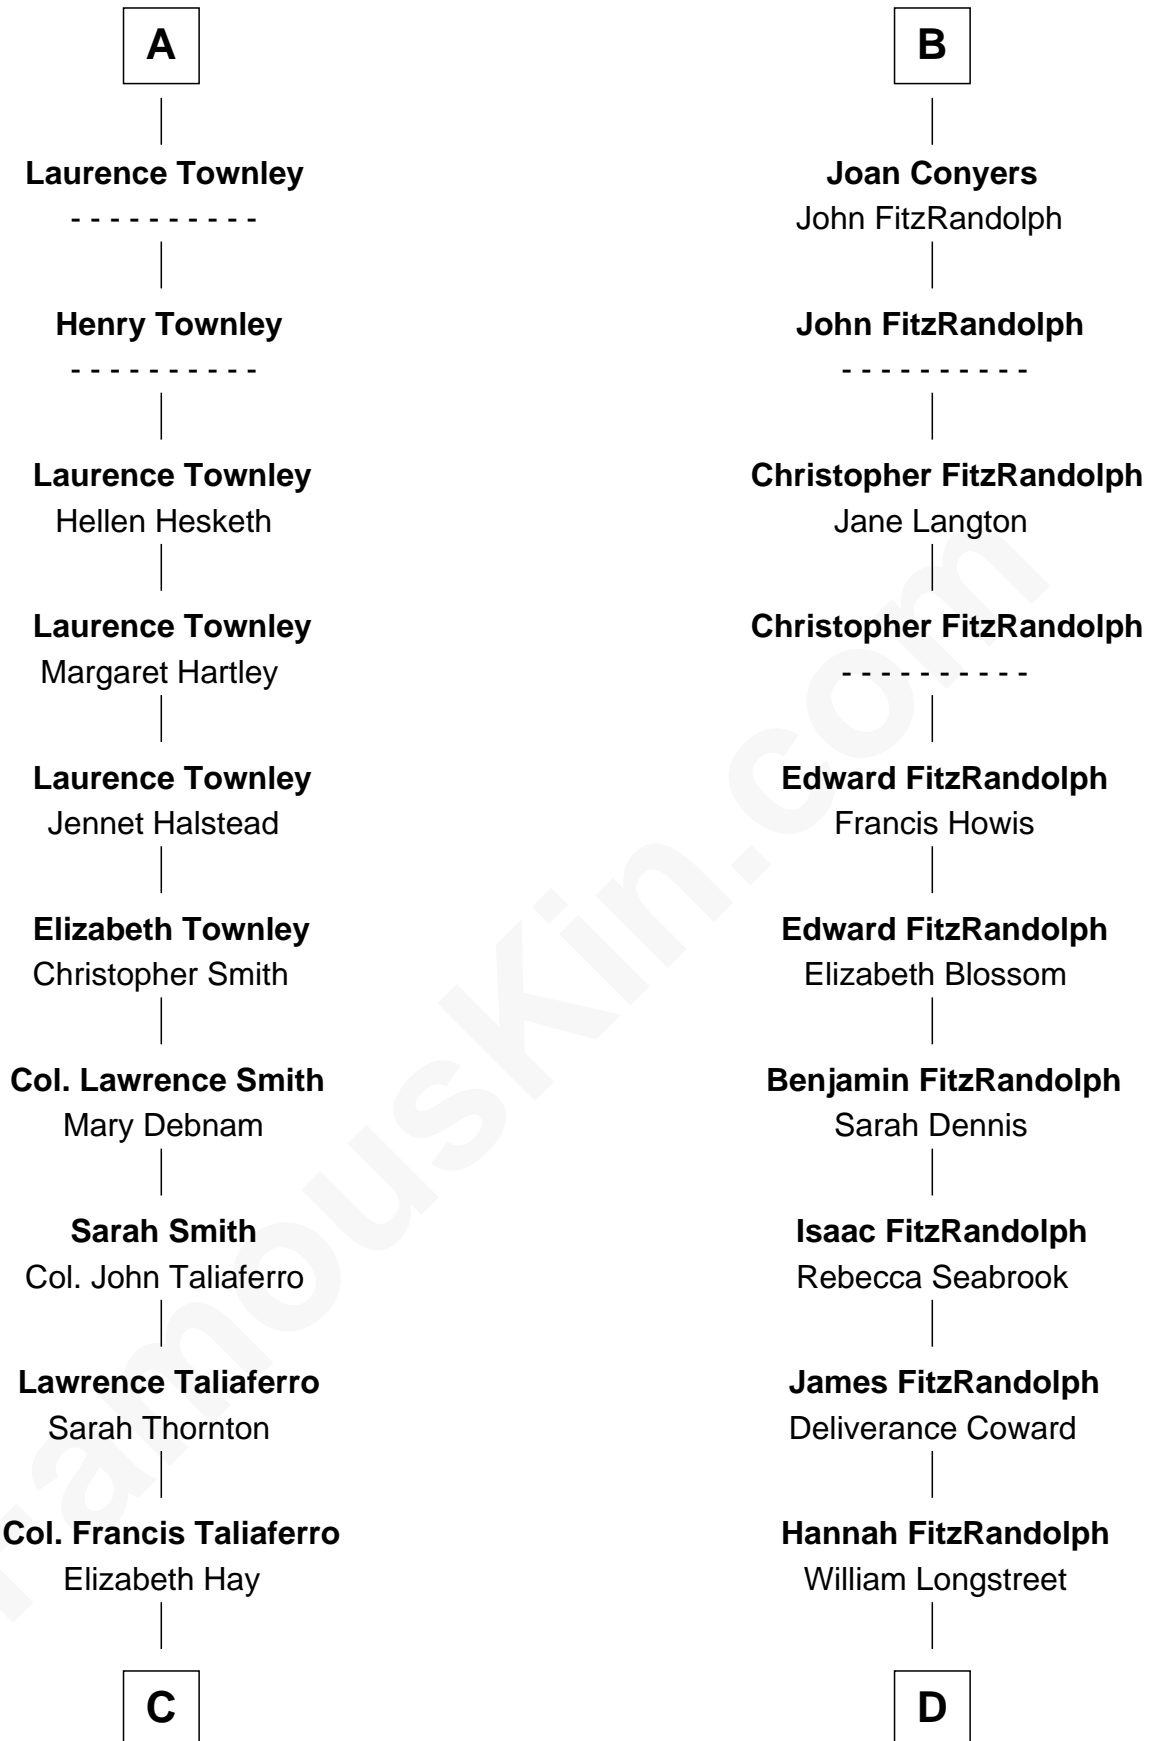 A
Laurence Townley
- - - - - - - - - -
Henry Townley
- - - - - - - - - -
Laurence Townley
Hellen Hesketh
Laurence Townley
Margaret Hartley
Laurence Townley
Jennet Halstead
Elizabeth Townley
Christopher Smith
Col. Lawrence Smith
Mary Debnam
Sarah Smith
Col. John Taliaferro
Lawrence Taliaferro
Sarah Thornton
Col. Francis Taliaferro
Elizabeth Hay
C
B
Joan Conyers
John FitzRandolph
John FitzRandolph
- - - - - - - - - -
Christopher FitzRandolph
Jane Langton
Christopher FitzRandolph
- - - - - - - - - -
Edward FitzRandolph
Francis Howis
Edward FitzRandolph
Elizabeth Blossom
Benjamin FitzRandolph
Sarah Dennis
Isaac FitzRandolph
Rebecca Seabrook
James FitzRandolph
Deliverance Coward
Hannah FitzRandolph
William Longstreet
D
FamousKin.com